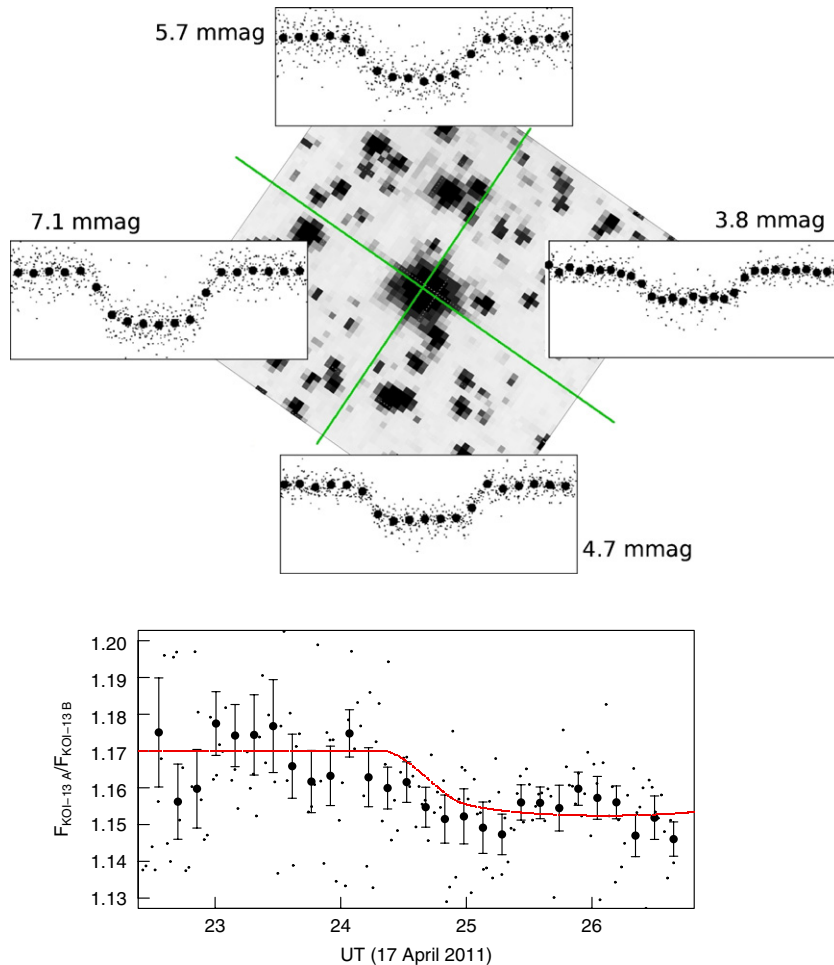 5.7 mmag
7.1 mmag
3.8 mmag
4.7 mmag
1.20
1.19
1.18
1.17
1.16
1.15
1.14
1.13
F KOI−13 A/F KOI−13 B
23
24
25
26
UT (17 April 2011)